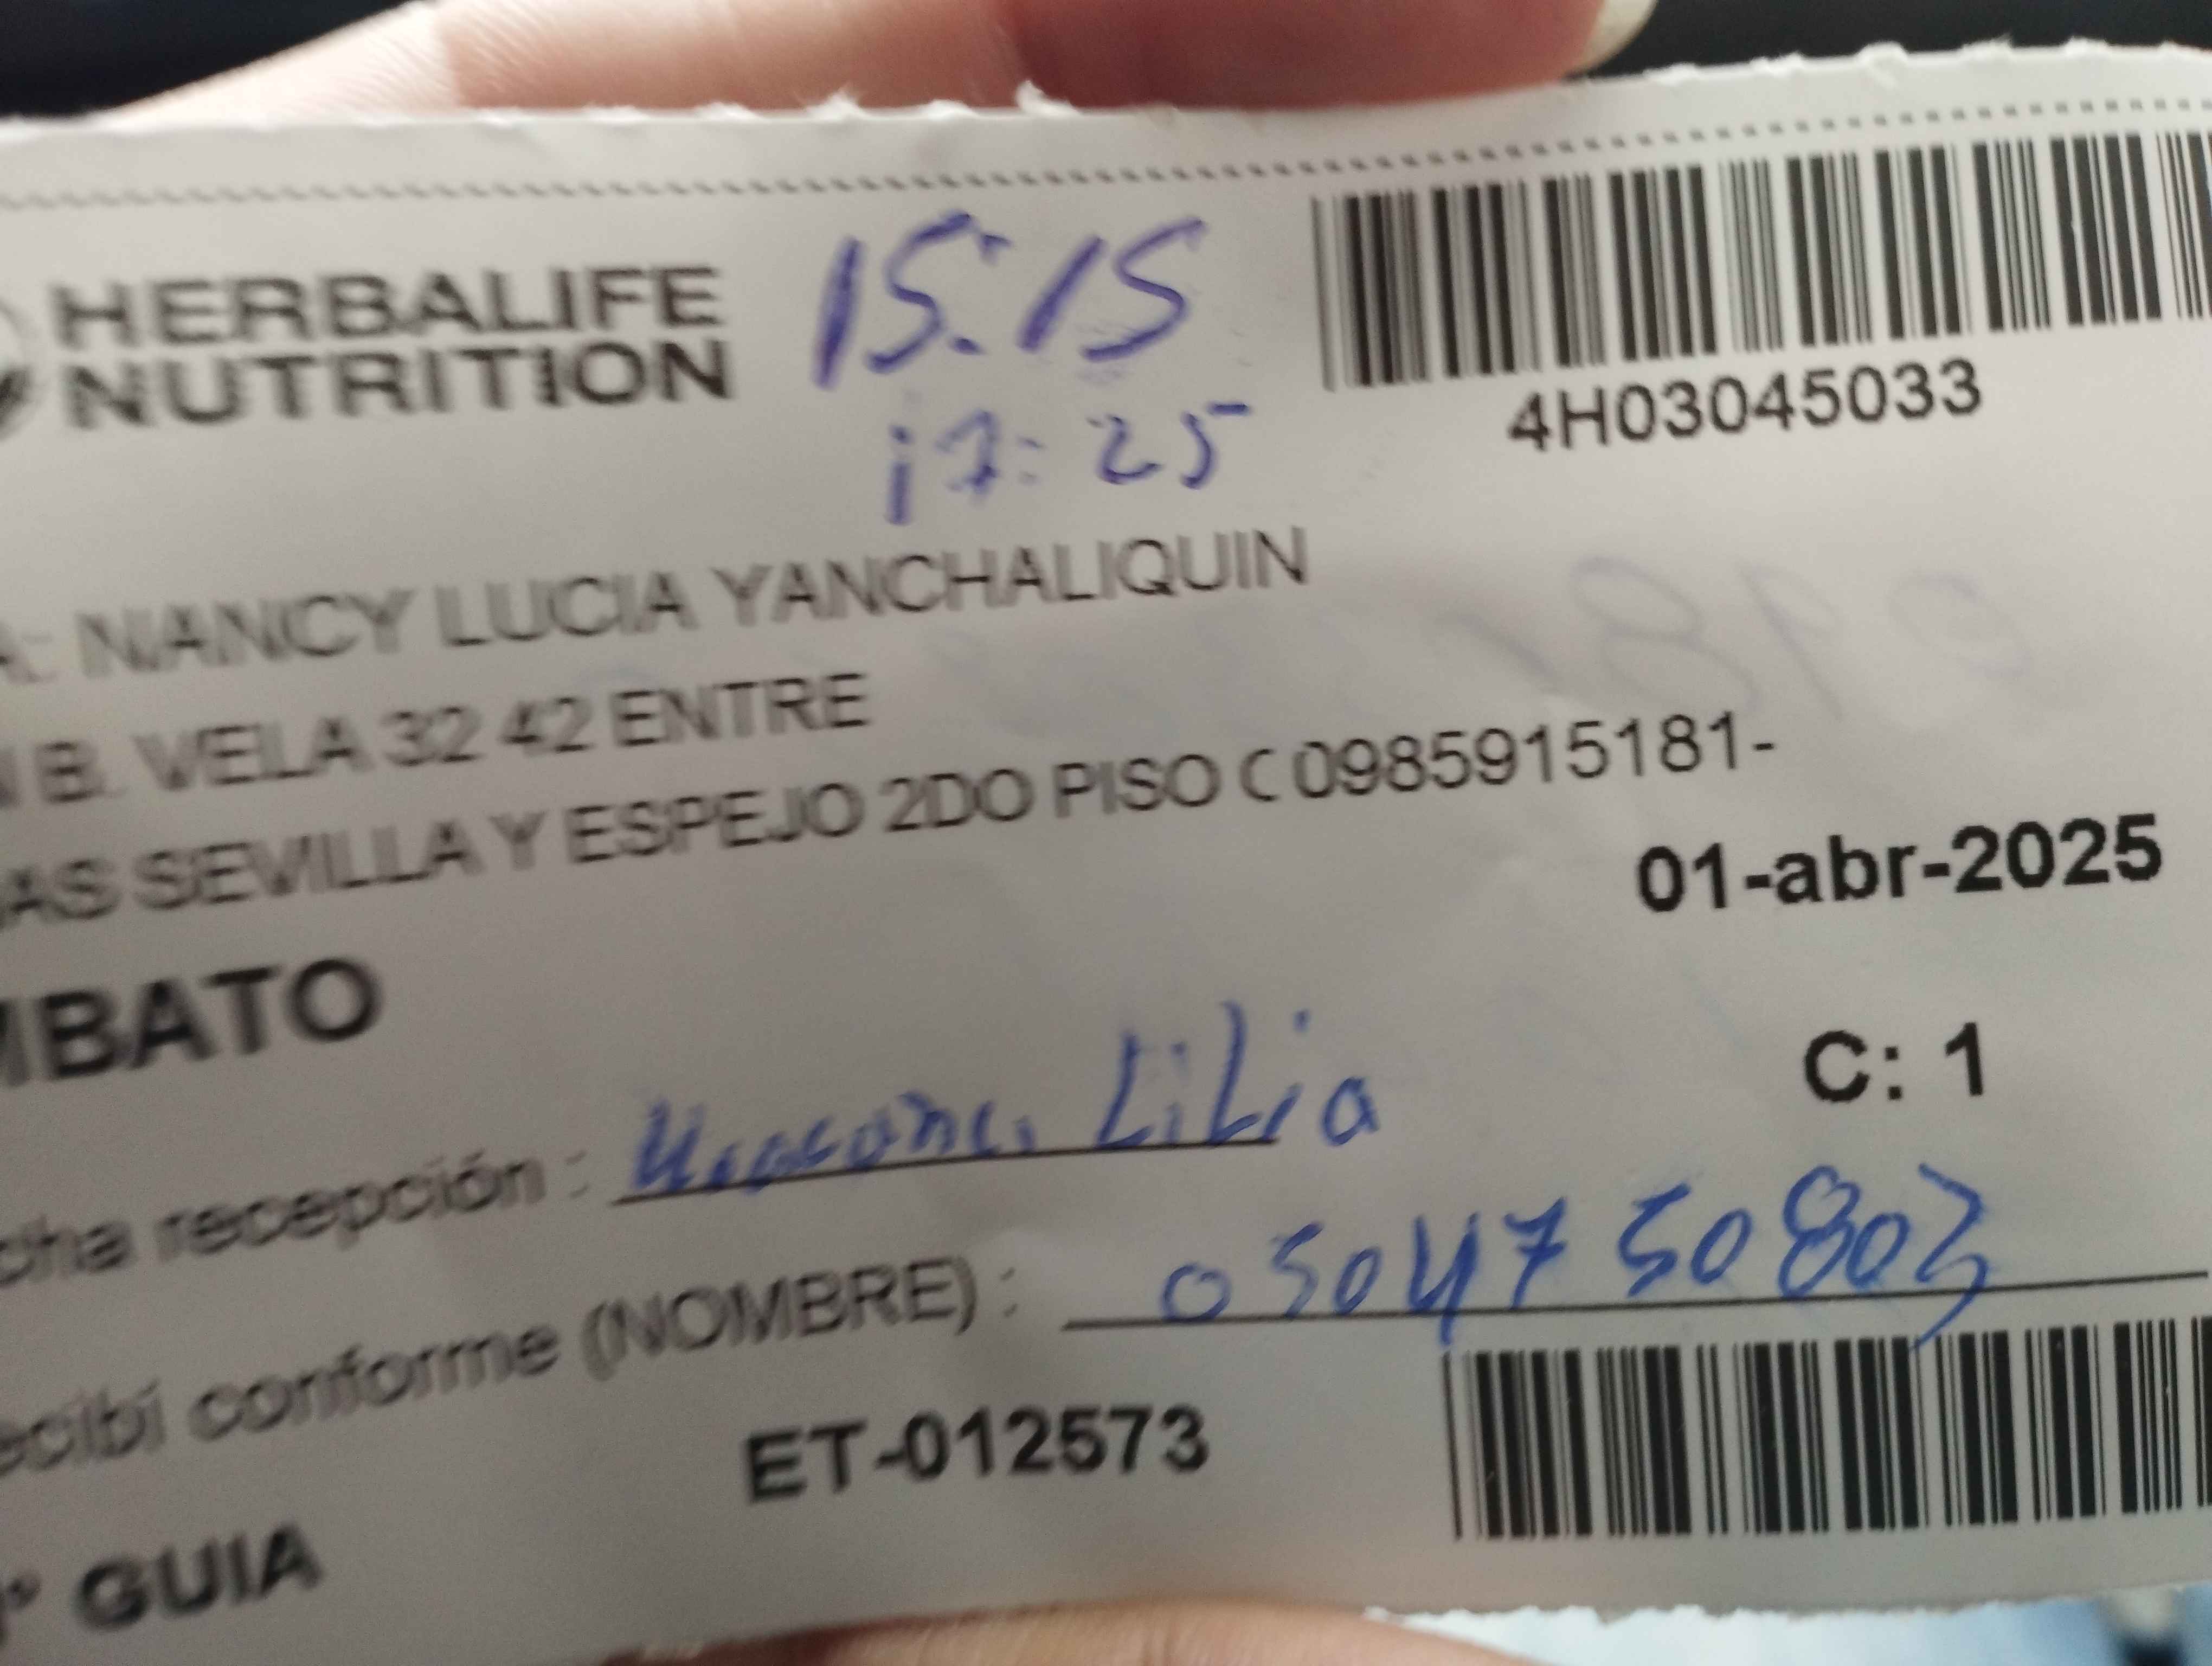 HERBALIFE
NUTRITION
15:15
17:25
4H03045033
A: NANCY LUCIA YANCHALIQUIN
N B. VELA 32 42 ENTRE
AS SEVILLA Y ESPEJO 2DO PISO C 0985915181-
01-abr-2025
MBATO
C: 1
cha recepción : Lilia
ecibí conforme (NOMBRE) : 0504750803
ET-012573
° GUIA